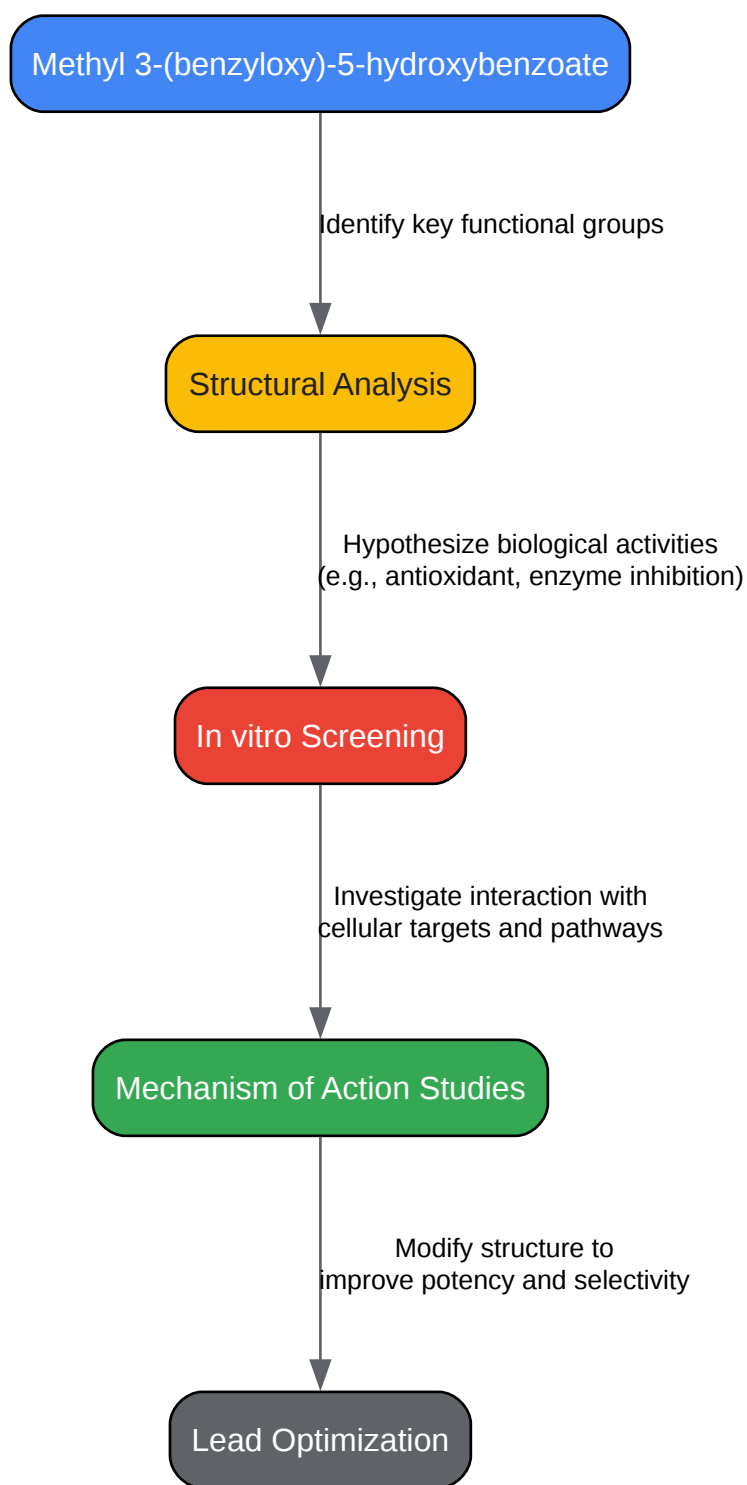 Methyl 3-(benzyloxy)-5-hydroxybenzoate
Identify key functional groups
Structural Analysis
Hypothesize biological activities
(e.g., antioxidant, enzyme inhibition)
In vitro Screening
Investigate interaction with
cellular targets and pathways
Mechanism of Action Studies
Modify structure to
improve potency and selectivity
Lead Optimization